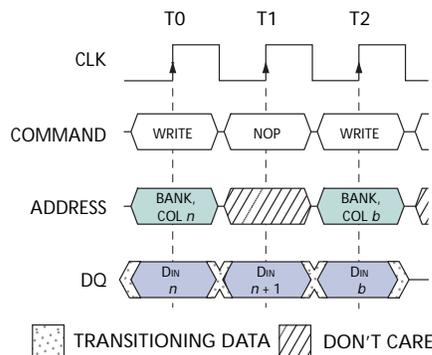 T0 T1 T2
CLK
COMMAND WRITE NOP WRITE
ADDRESS BANK, COL n BANK, COL b
DQ DIN n DIN n + 1 DIN b
TRANSITIONING DATA DON'T CARE